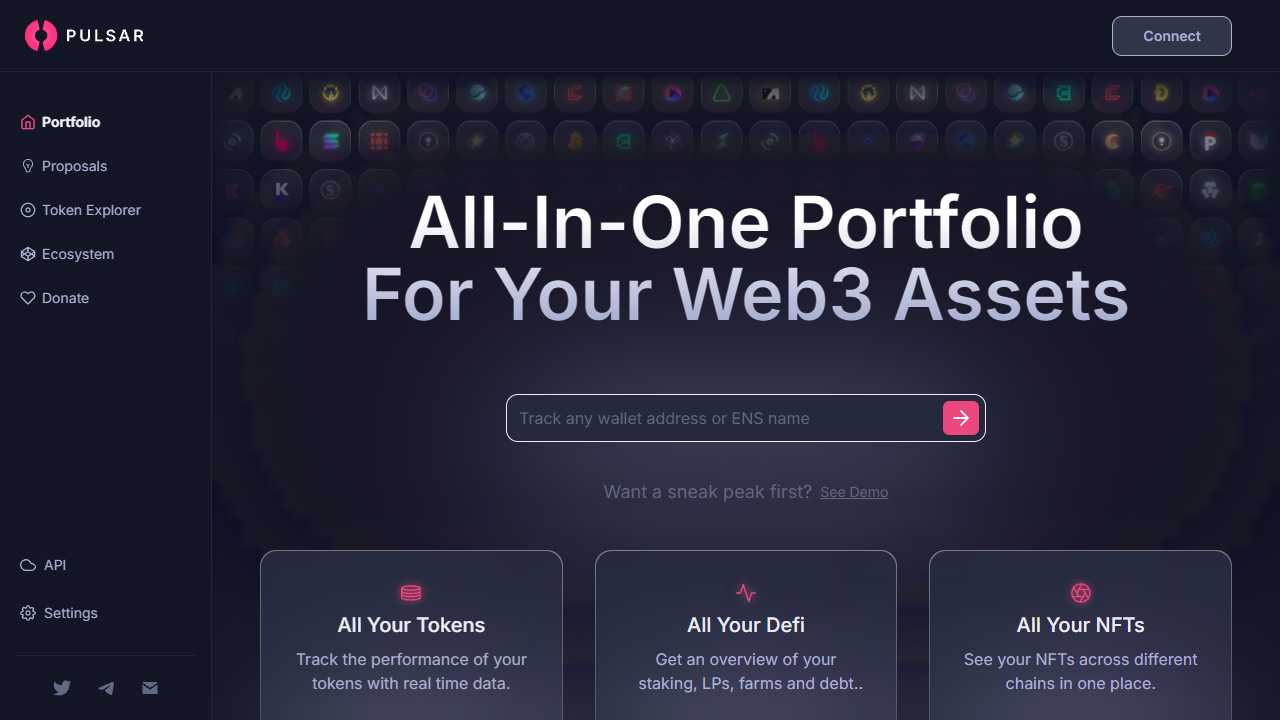 PULSAR
Connect
Portfolio
Proposals
Token Explorer
Ecosystem
Donate
API
Settings
All-In-One Portfolio
For Your Web3 Assets
Track any wallet address or ENS name
Want a sneak peak first? See Demo
All Your Tokens
Track the performance of your
tokens with real time data.
All Your Defi
Get an overview of your
staking, LPs, farms and debt..
All Your NFTs
See your NFTs across different
chains in one place.